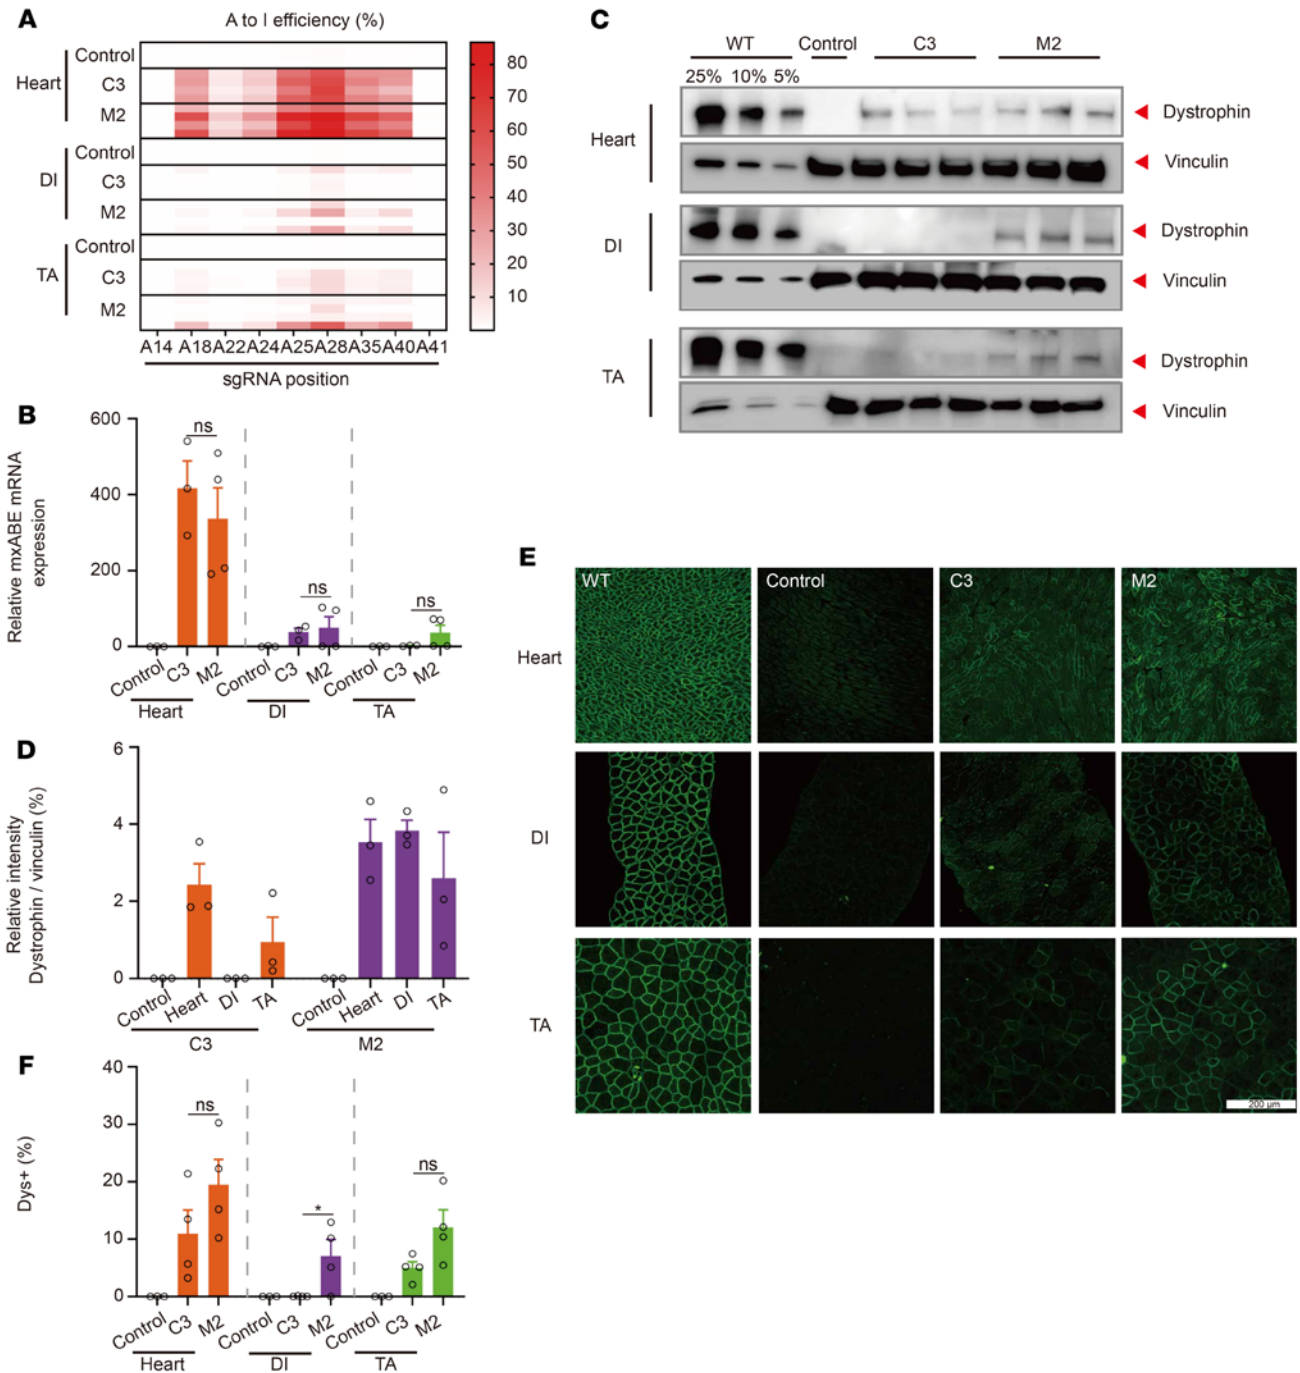 A
A to I efficiency (%)
Heart
Control
C3
M2
DI
Control
C3
M2
TA
Control
C3
M2
80
70
60
50
40
30
20
10
A14 A18 A22 A24 A25 A28 A35 A40 A41
sgRNA position
B
Relative mxABE mRNA
expression
600
400
200
0
ns
ns
ns
Control C3 M2 Control C3 M2 Control C3 M2
Heart DI TA
C
WT Control C3 M2
25% 10% 5%
Heart
Dystrophin
Vinculin
DI
Dystrophin
Vinculin
TA
Dystrophin
Vinculin
D
Relative intensity
Dystrophin / vinculin (%)
6
4
2
0
Control Heart DI TA Control Heart DI TA
C3 M2
E
WT Control C3 M2
Heart
DI
TA
200 μm
F
Dys+ (%)
40
30
20
10
0
ns
*
ns
Control C3 M2 Control C3 M2 Control C3 M2
Heart DI TA